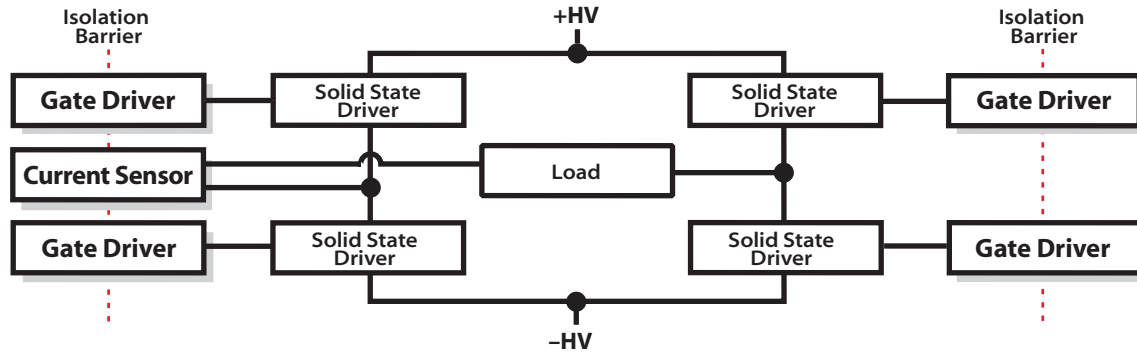 Isolation
Barrier
+HV
Isolation
Barrier
Gate Driver
Solid State
Driver
Solid State
Driver
Gate Driver
Current Sensor
Load
Gate Driver
Solid State
Driver
Solid State
Driver
Gate Driver
–HV